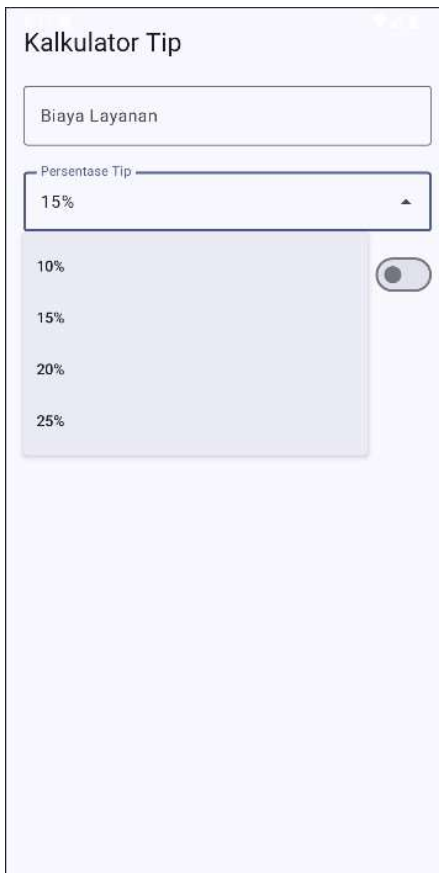 Kalkulator Tip
Biaya Layanan
Persentase Tip
15%
10%
15%
20%
25%